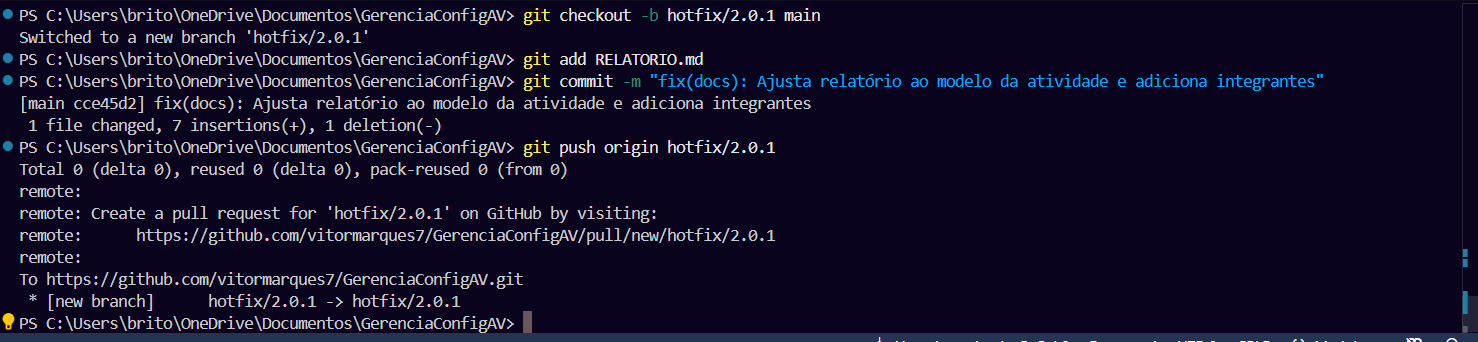 PS C:\Users\brito\OneDrive\Documentos\GerenciaConfigAV> git checkout -b hotfix/2.0.1 main
Switched to a new branch 'hotfix/2.0.1'
PS C:\Users\brito\OneDrive\Documentos\GerenciaConfigAV> git add RELATORIO.md
PS C:\Users\brito\OneDrive\Documentos\GerenciaConfigAV> git commit -m "fix(docs): Ajusta relatório ao modelo da atividade e adiciona integrantes"
[main cce45d2] fix(docs): Ajusta relatório ao modelo da atividade e adiciona integrantes
 1 file changed, 7 insertions(+), 1 deletion(-)
PS C:\Users\brito\OneDrive\Documentos\GerenciaConfigAV> git push origin hotfix/2.0.1
Total 0 (delta 0), reused 0 (delta 0), pack-reused 0 (from 0)
remote:
remote: Create a pull request for 'hotfix/2.0.1' on GitHub by visiting:
remote:      https://github.com/vitormarques7/GerenciaConfigAV/pull/new/hotfix/2.0.1
remote:
To https://github.com/vitormarques7/GerenciaConfigAV.git
 * [new branch]      hotfix/2.0.1 -> hotfix/2.0.1
PS C:\Users\brito\OneDrive\Documentos\GerenciaConfigAV>